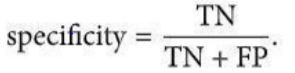 specificity = TN / TN + FP.